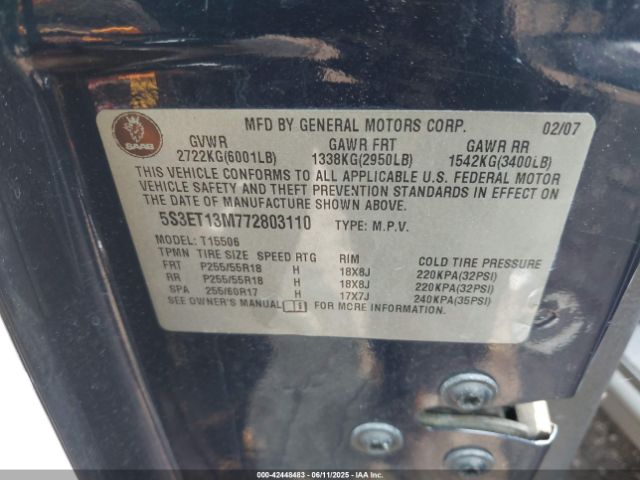 SAAB
MFD BY GENERAL MOTORS CORP. 02/07
GVWR GAWR FRT GAWR RR
2722KG(6001LB) 1338KG(2950LB) 1542KG(3400LB)
THIS VEHICLE CONFORMS TO ALL APPLICABLE U.S. FEDERAL MOTOR
VEHICLE SAFETY AND THEFT PREVENTION STANDARDS IN EFFECT ON
THE DATE OF MANUFACTURE SHOWN ABOVE.
5S3ET13M772803110 TYPE: M.P.V.
MODEL: T15506
TPMN TIRE SIZE SPEED RTG RIM COLD TIRE PRESSURE
FRT P255/55R18 H 18X8J 220KPA(32PSI)
RR P255/55R18 H 18X8J 220KPA(32PSI)
SPA 255/60R17 H 17X7J 240KPA(35PSI)
SEE OWNER'S MANUAL FOR MORE INFORMATION.
IAA - 42448483 - 06/11/2025 - IAAI.COM